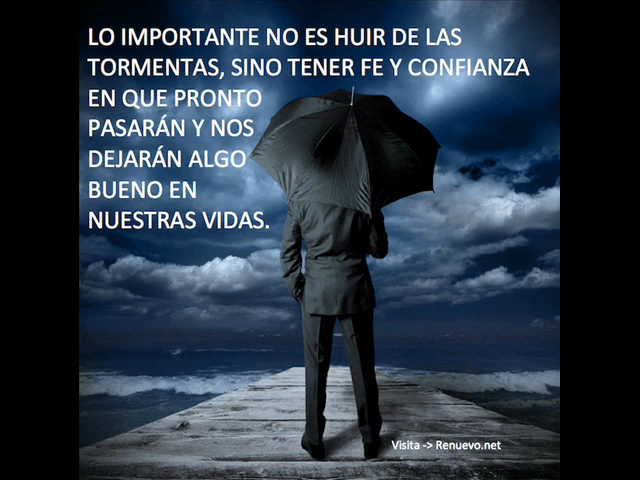 LO IMPORTANTE NO ES HUIR DE LAS
TORMENTAS, SINO TENER FE Y CONFIANZA
EN QUE PRONTO
PASARÁN Y NOS
DEJARÁN ALGO
BUENO EN
NUESTRAS VIDAS.
Visita -> Renuevo.net